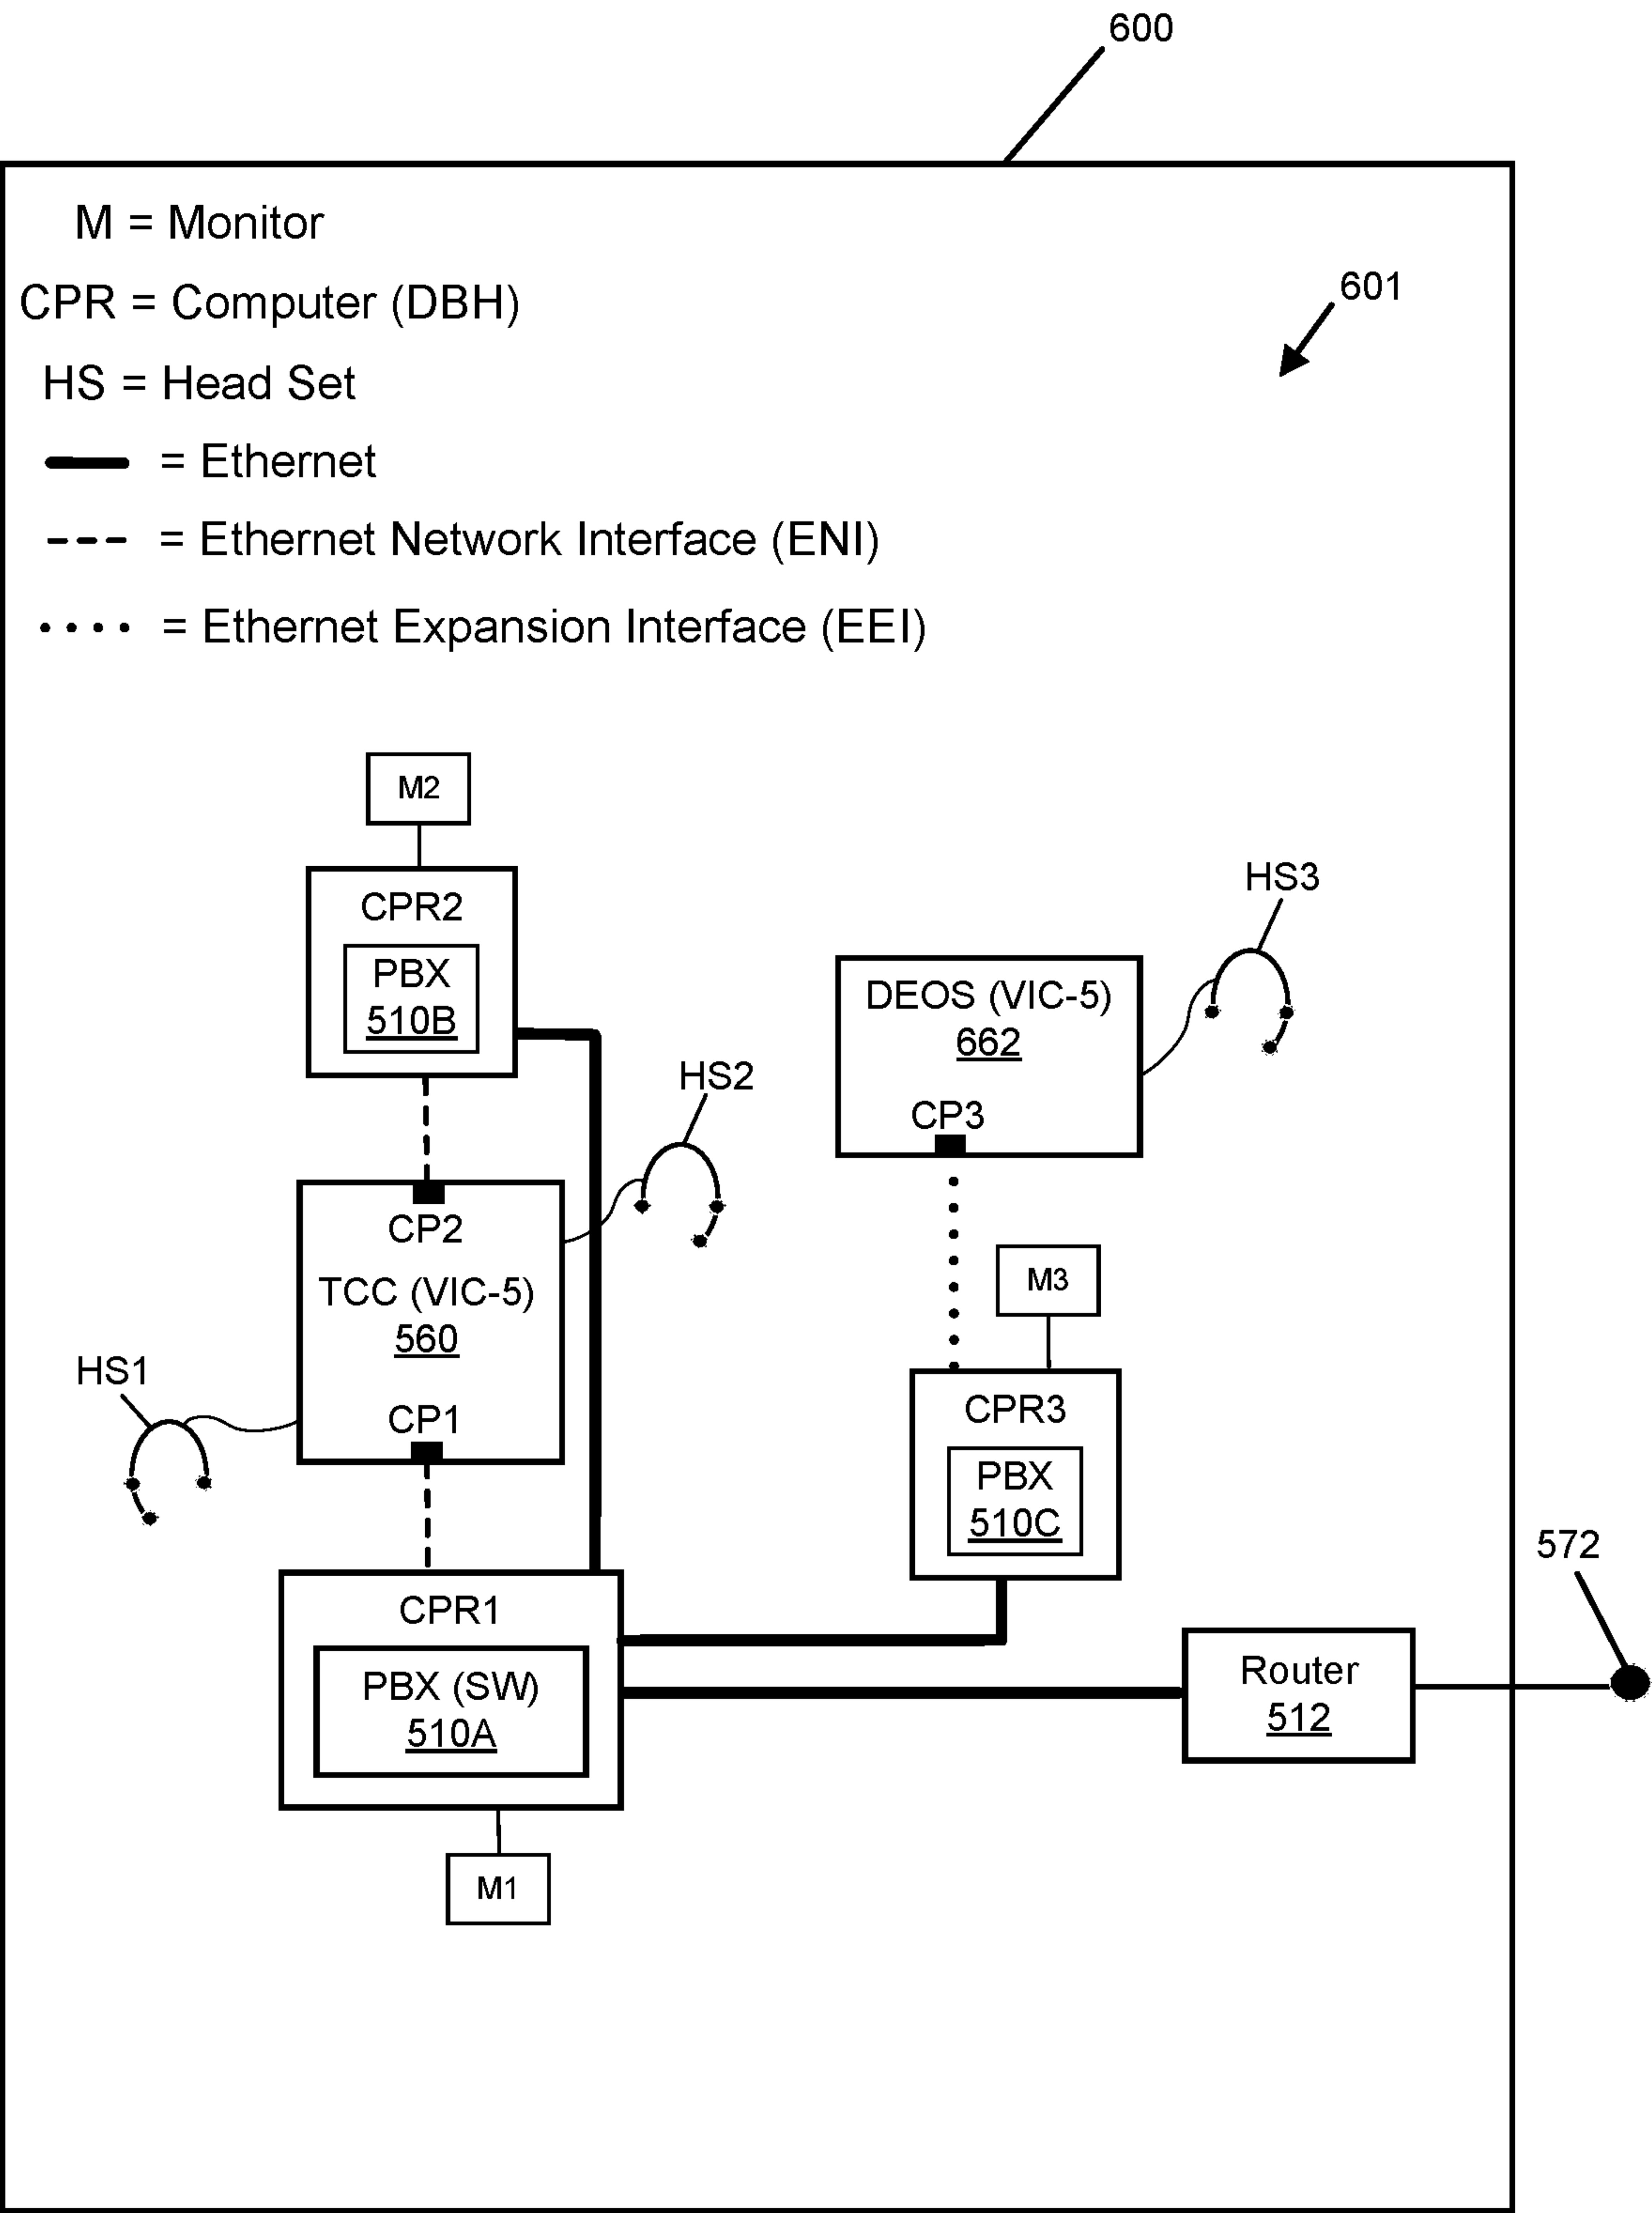 600
M = Monitor
601
CPR = Computer (DBH)
HS = Head Set
= Ethernet
= Ethernet Network Interface (ENI)
= Ethernet Expansion Interface (EEI)
M2
CPR2
PBX
510B
HS3
DEOS (VIC-5)
662
CP3
HS2
CP2
TCC (VIC-5)
560
CP1
HS1
M3
CPR3
PBX
510C
572
CPR1
PBX (SW)
510A
Router
512
M1